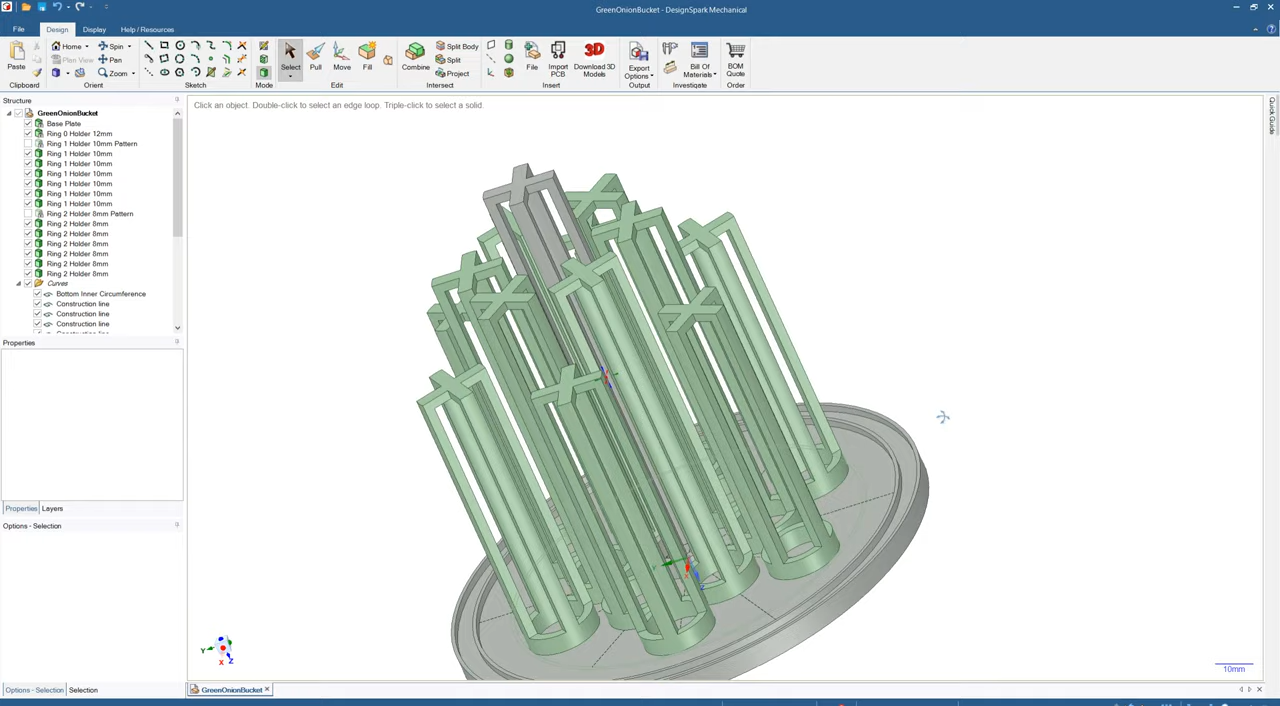 GreenOnionBucket - DesignSpark Mechanical
File
Design
Display
Help / Resources
Paste
Home
Spin
Plan View
Pan
Zoom
Select
Pull
Move
Fill
Combine
Split Body
Split
Project
File
Import PCB
Download 3D Models
Export Options
Bill Of Materials
BOM Quote
Clipboard
Orient
Sketch
Mode
Edit
Intersect
Insert
Output
Investigate
Order
Structure
Click an object. Double-click to select an edge loop. Triple-click to select a solid.
Quick Guide
GreenOnionBucket
Base Plate
Ring 0 Holder 12mm
Ring 1 Holder 10mm Pattern
Ring 1 Holder 10mm
Ring 1 Holder 10mm
Ring 1 Holder 10mm
Ring 1 Holder 10mm
Ring 1 Holder 10mm
Ring 1 Holder 10mm
Ring 2 Holder 8mm Pattern
Ring 2 Holder 8mm
Ring 2 Holder 8mm
Ring 2 Holder 8mm
Ring 2 Holder 8mm
Ring 2 Holder 8mm
Ring 2 Holder 8mm
Curves
Bottom Inner Circumference
Construction line
Construction line
Construction line
Properties
Properties
Layers
Options - Selection
Y
Z
Y
X
Z
10mm
Options - Selection
Selection
GreenOnionBucket